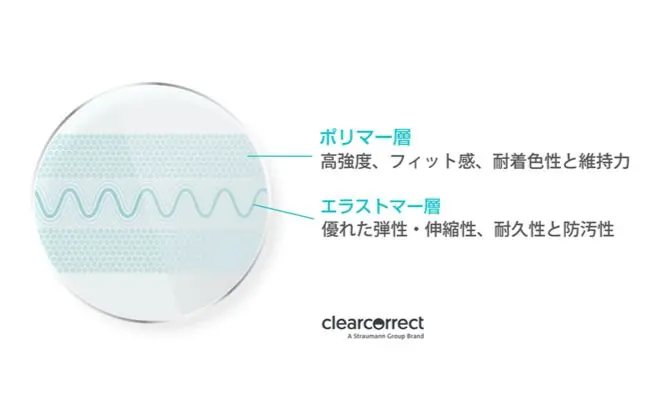 ポリマー層
高強度、フィット感、耐着色性と維持力
エラストマー層
優れた弾性・伸縮性、耐久性と防汚性
clearcorrect
A Straumann Group Brand